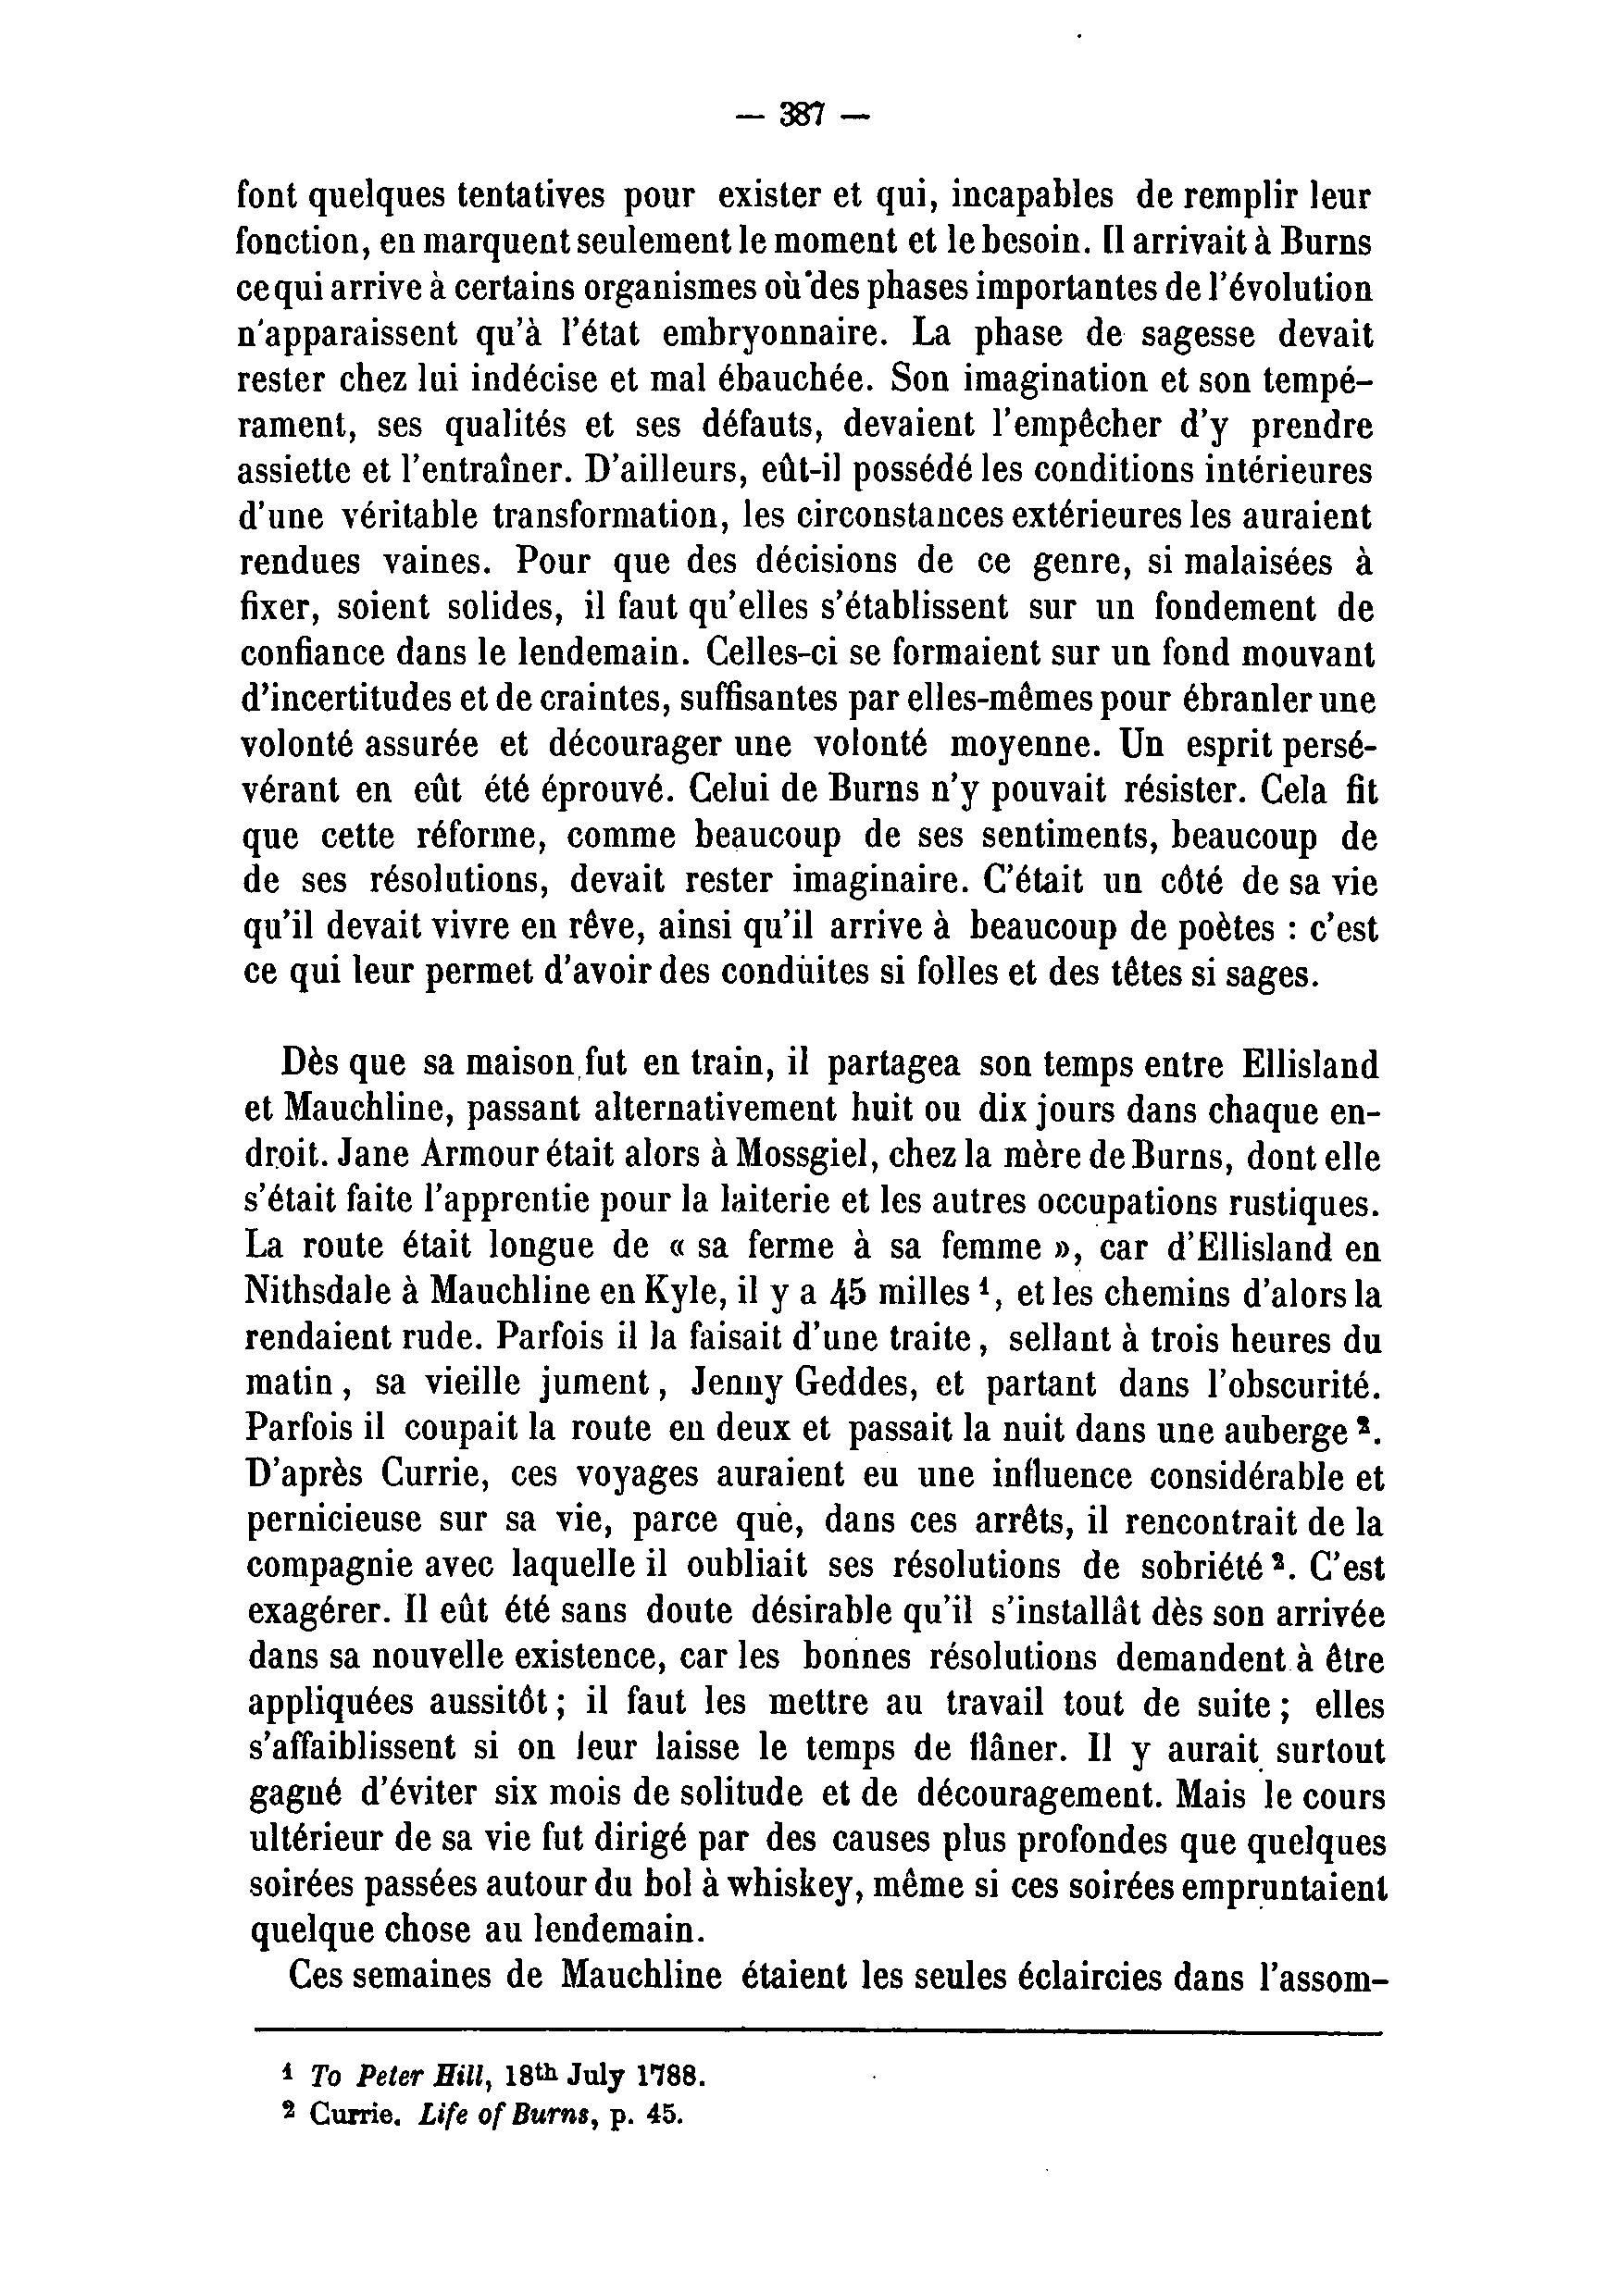 — 387 —
font quelques tentatives pour exister et qui, incapables de remplir leur
fonction, en marquent seulement le moment et le besoin. Il arrivait à Burns
ce qui arrive à certains organismes où des phases importantes de l'évolution
n'apparaissent qu'à l'état embryonnaire. La phase de sagesse devait
rester chez lui indécise et mal ébauchée. Son imagination et son tempé-
rament, ses qualités et ses défauts, devaient l'empêcher d'y prendre
assiette et l'entraîner. D'ailleurs, eût-il possédé les conditions intérieures
d'une véritable transformation, les circonstances extérieures les auraient
rendues vaines. Pour que des décisions de ce genre, si malaisées à
fixer, soient solides, il faut qu'elles s'établissent sur un fondement de
confiance dans le lendemain. Celles-ci se formaient sur un fond mouvant
d'incertitudes et de craintes, suffisantes par elles-mêmes pour ébranler une
volonté assurée et décourager une volonté moyenne. Un esprit persé-
vérant en eût été éprouvé. Celui de Burns n'y pouvait résister. Cela fit
que cette réforme, comme beaucoup de ses sentiments, beaucoup de
de ses résolutions, devait rester imaginaire. C'était un côté de sa vie
qu'il devait vivre en rêve, ainsi qu'il arrive à beaucoup de poètes : c'est
ce qui leur permet d'avoir des conduites si folles et des têtes si sages.
Dès que sa maison fut en train, il partagea son temps entre Ellisland
et Mauchline, passant alternativement huit ou dix jours dans chaque en-
droit. Jane Armour était alors à Mossgiel, chez la mère de Burns, dont elle
s'était faite l'apprentie pour la laiterie et les autres occupations rustiques.
La route était longue de « sa ferme à sa femme », car d'Ellisland en
Nithsdale à Mauchline en Kyle, il y a 45 milles ¹, et les chemins d'alors la
rendaient rude. Parfois il la faisait d'une traite, sellant à trois heures du
matin, sa vieille jument, Jenny Geddes, et partant dans l'obscurité.
Parfois il coupait la route en deux et passait la nuit dans une auberge ².
D'après Currie, ces voyages auraient eu une influence considérable et
pernicieuse sur sa vie, parce que, dans ces arrêts, il rencontrait de la
compagnie avec laquelle il oubliait ses résolutions de sobriété ². C'est
exagérer. Il eût été sans doute désirable qu'il s'installât dès son arrivée
dans sa nouvelle existence, car les bonnes résolutions demandent à être
appliquées aussitôt ; il faut les mettre au travail tout de suite ; elles
s'affaiblissent si on leur laisse le temps de flâner. Il y aurait surtout
gagné d'éviter six mois de solitude et de découragement. Mais le cours
ultérieur de sa vie fut dirigé par des causes plus profondes que quelques
soirées passées autour du bol à whiskey, même si ces soirées empruntaient
quelque chose au lendemain.
Ces semaines de Mauchline étaient les seules éclaircies dans l'assom-
¹ To Peter Hill, 18th July 1788.
² Currie. Life of Burns, p. 45.